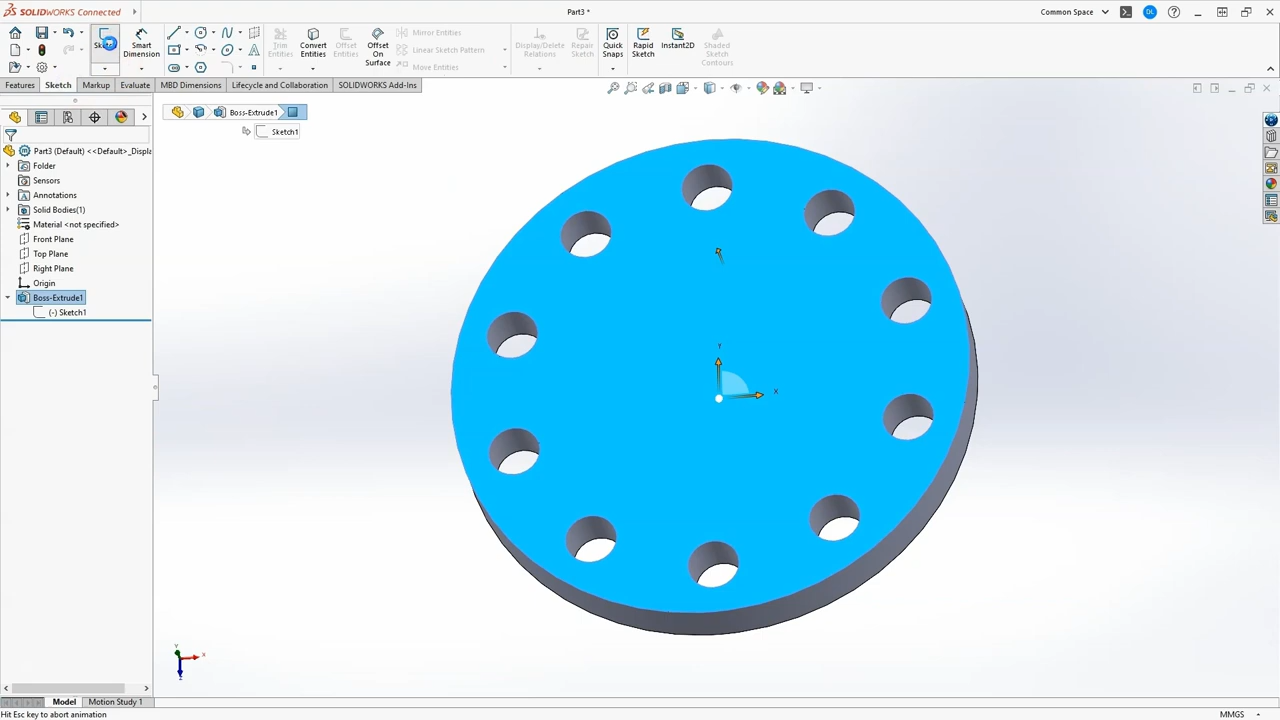 SOLIDWORKS Connected
Part3 *
Common Space
DL
Smart
Dimension
Trim
Entities
Convert
Entities
Offset
Entities
Offset
On
Surface
Mirror Entities
Linear Sketch Pattern
Move Entities
Display/Delete
Relations
Repair
Sketch
Quick
Snaps
Rapid
Sketch
Instant2D
Shaded
Sketch
Contours
Features
Sketch
Markup
Evaluate
MBD Dimensions
Lifecycle and Collaboration
SOLIDWORKS Add-Ins
Boss-Extrude1
Sketch1
Part3 (Default) <<Default>_Displa
Folder
Sensors
Annotations
Solid Bodies(1)
Material <not specified>
Front Plane
Top Plane
Right Plane
Origin
Boss-Extrude1
(-) Sketch1
Y
X
Y
X
Model
Motion Study 1
Hit Esc key to abort animation
MMGS